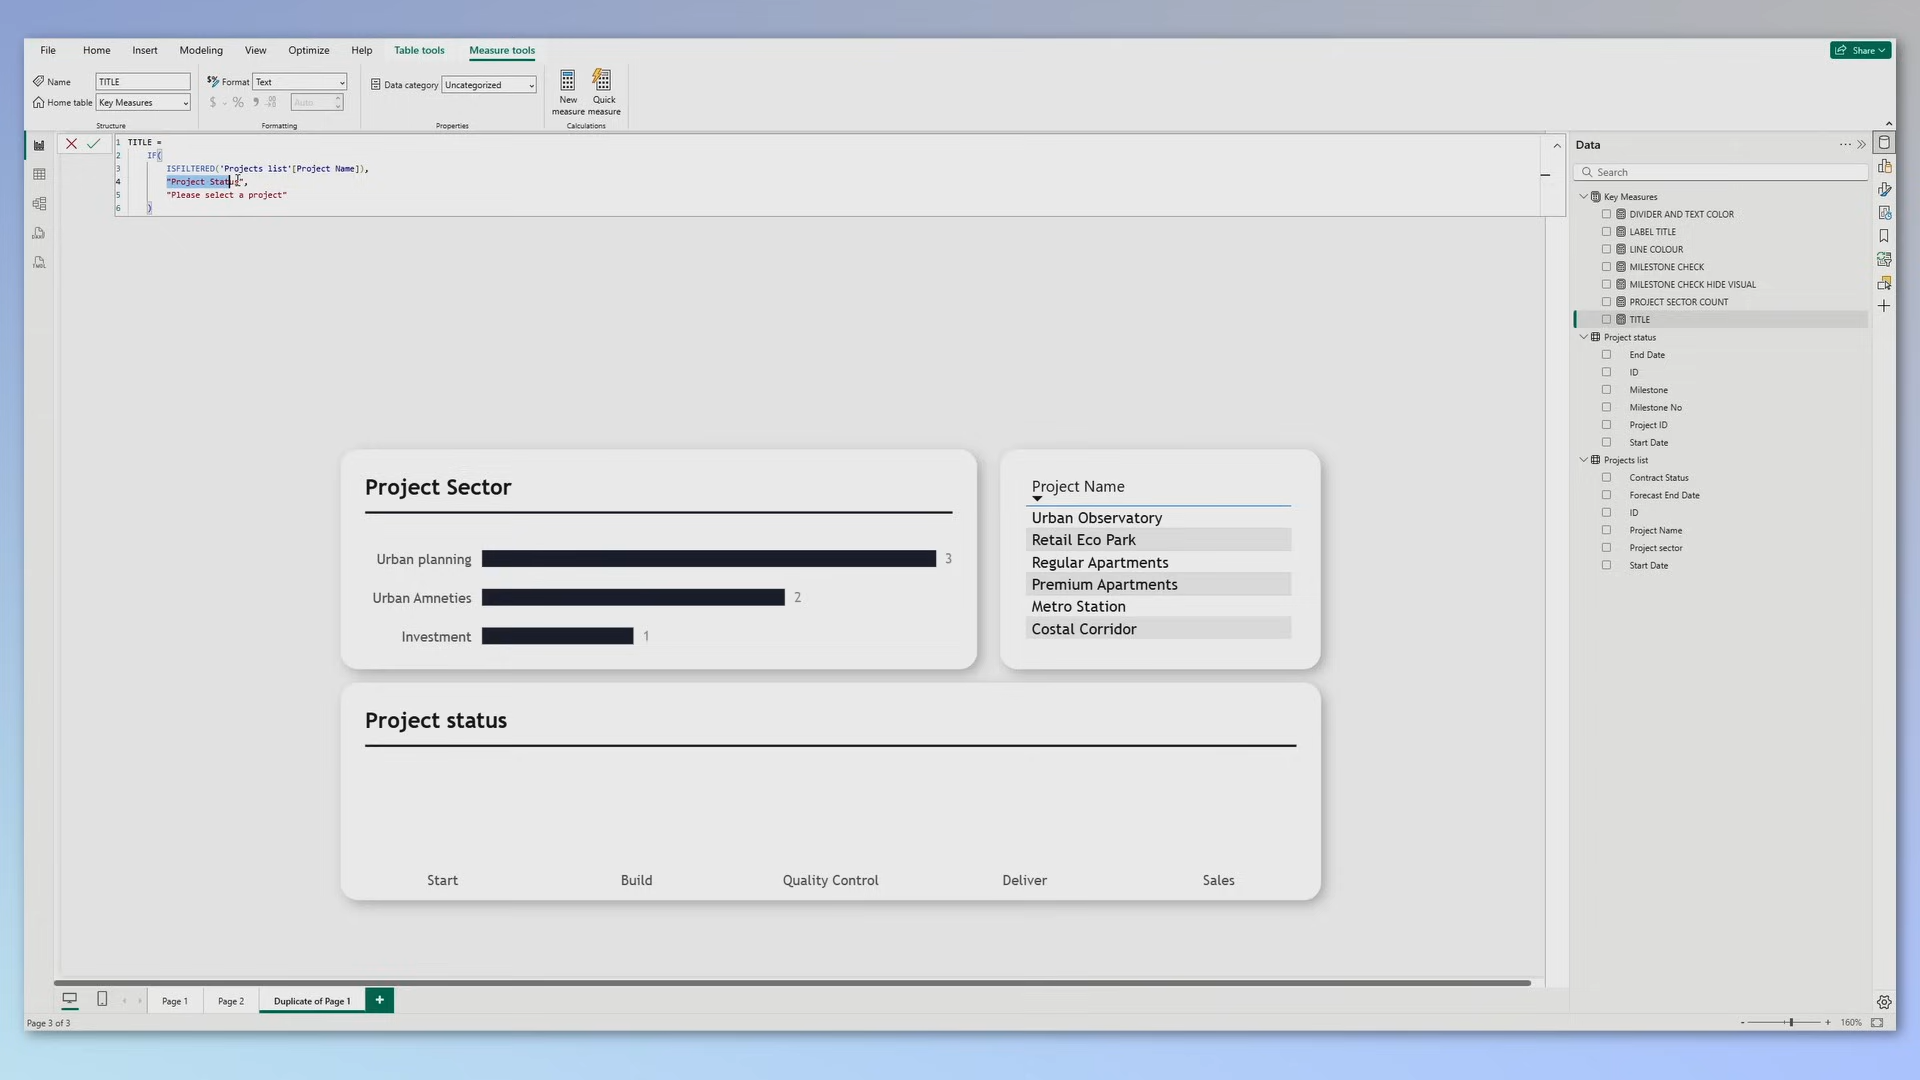 File Home Insert Modeling View Optimize Help Table tools Measure tools
Share
Name TITLE
Format Text
Data category Uncategorized
Home table Key Measures
$ % Auto
New measure
Quick measure
Structure Formatting Properties Calculations
1 TITLE =
2 IF(
3 ISFILTERED('Projects list'[Project Name]),
4 "Project Status",
5 "Please select a project"
6 )
Data
Search
Key Measures
DIVIDER AND TEXT COLOR
LABEL TITLE
LINE COLOUR
MILESTONE CHECK
MILESTONE CHECK HIDE VISUAL
PROJECT SECTOR COUNT
TITLE
Project status
End Date
ID
Milestone
Milestone No
Project ID
Start Date
Projects list
Contract Status
Forecast End Date
ID
Project Name
Project sector
Start Date
Project Sector
Urban planning 3
Urban Amneties 2
Investment 1
Project Name
Urban Observatory
Retail Eco Park
Regular Apartments
Premium Apartments
Metro Station
Costal Corridor
Project status
Start Build Quality Control Deliver Sales
Page 1 Page 2 Duplicate of Page 1 +
Page 3 of 3
- + 160%